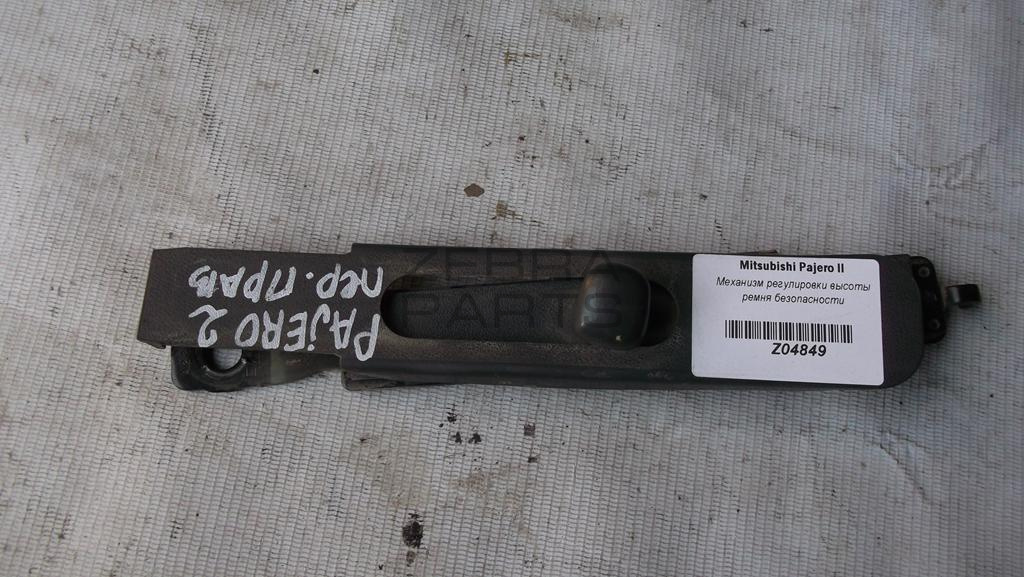 PAJERO 2
пер. ПРАВ
ZEBRA
PARTS
Mitsubishi Pajero II
Механизм регулировки высоты
ремня безопасности
Z04849